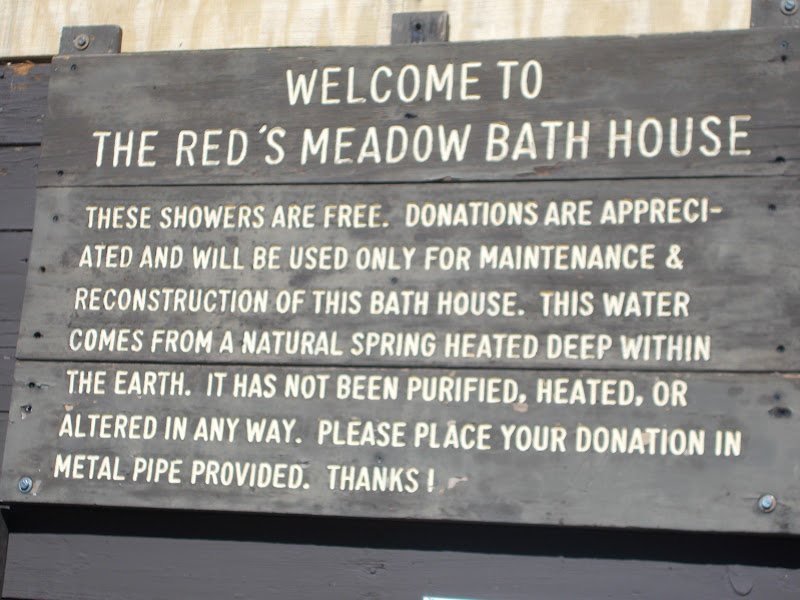 WELCOME TO
THE RED'S MEADOW BATH HOUSE
THESE SHOWERS ARE FREE. DONATIONS ARE APPRECI-
ATED AND WILL BE USED ONLY FOR MAINTENANCE &
RECONSTRUCTION OF THIS BATH HOUSE. THIS WATER
COMES FROM A NATURAL SPRING HEATED DEEP WITHIN
THE EARTH. IT HAS NOT BEEN PURIFIED, HEATED, OR
ALTERED IN ANY WAY. PLEASE PLACE YOUR DONATION IN
METAL PIPE PROVIDED. THANKS!